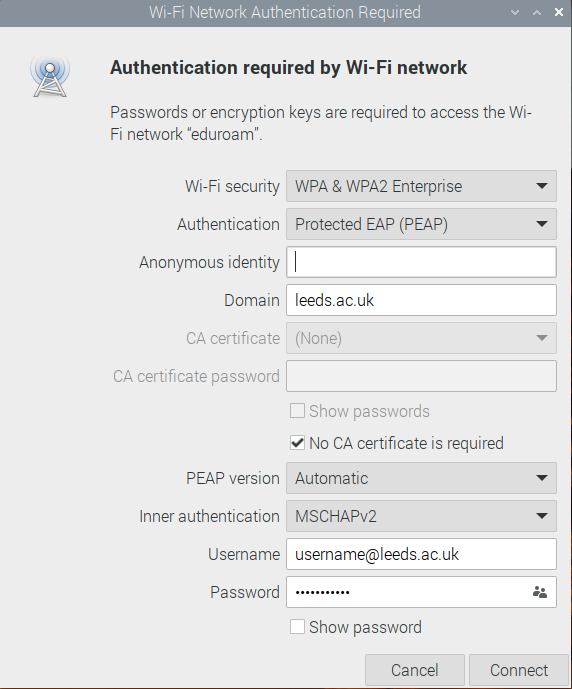 Wi-Fi Network Authentication Required
Authentication required by Wi-Fi network
Passwords or encryption keys are required to access the Wi-
Fi network “eduroam”.
Wi-Fi security WPA & WPA2 Enterprise
Authentication Protected EAP (PEAP)
Anonymous identity
Domain leeds.ac.uk
CA certificate (None)
CA certificate password
Show passwords
No CA certificate is required
PEAP version Automatic
Inner authentication MSCHAPv2
Username username@leeds.ac.uk
Password •••••••••••
Show password
Cancel Connect